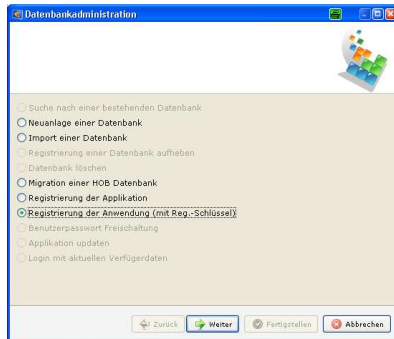 Datenbankadministration
Suche nach einer bestehenden Datenbank
Neuanlage einer Datenbank
Import einer Datenbank
Registrierung einer Datenbank aufheben
Datenbank löschen
Migration einer HOB Datenbank
Registrierung der Applikation
Registrierung der Anwendung (mit Reg.-Schlüssel)
Benutzerpasswort Freischaltung
Applikation updaten
Login mit aktuellen Verfügerdaten
Zurück Weiter Fertigstellen Abbrechen